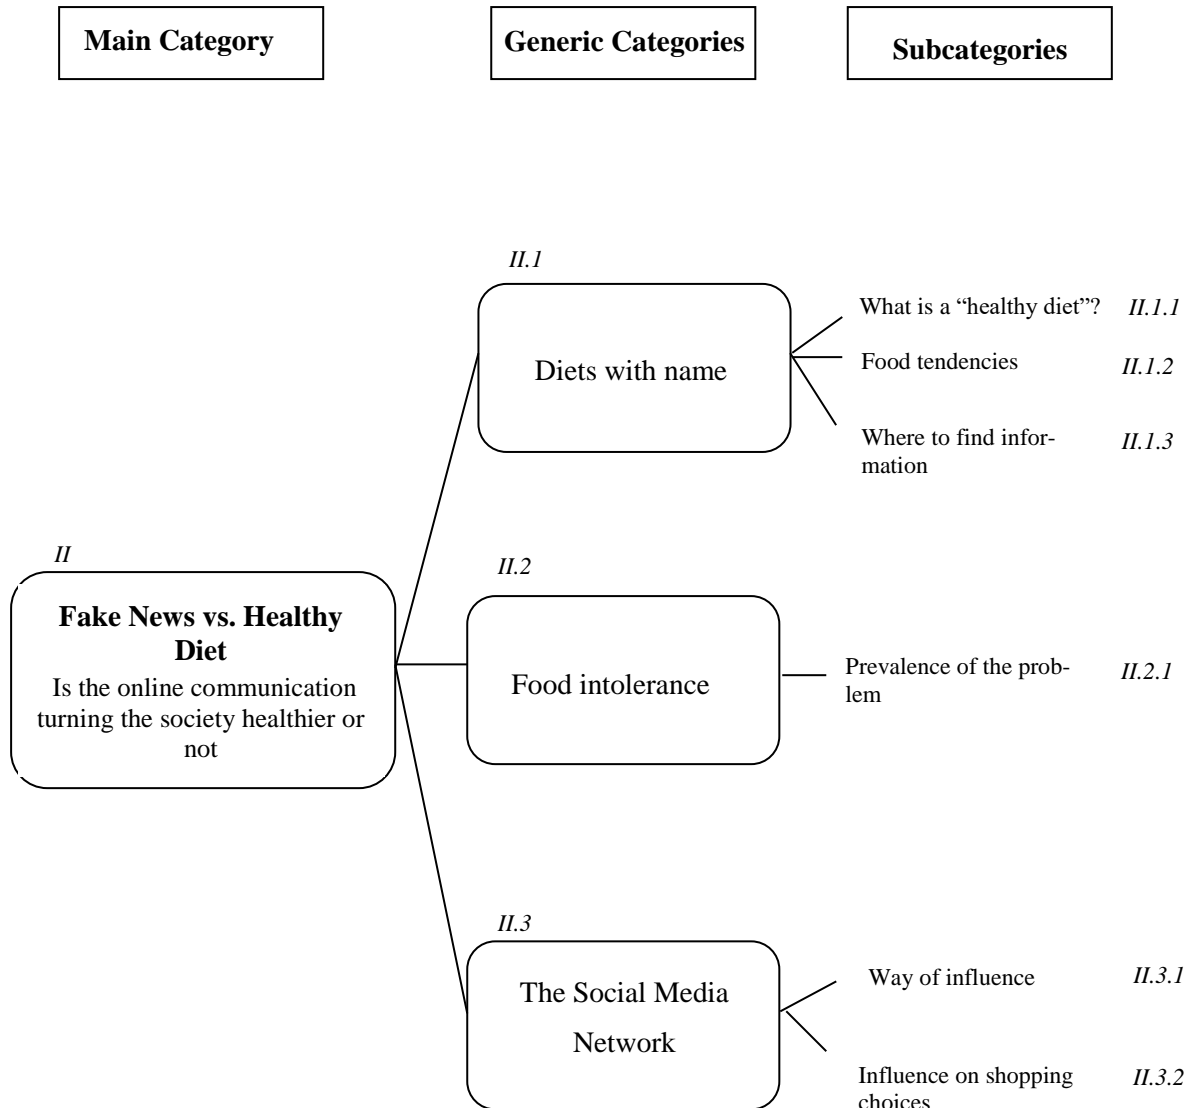 Main Category
Generic Categories
Subcategories
II.1
Diets with name
What is a “healthy diet”?
II.1.1
Food tendencies
II.1.2
Where to find infor-
mation
II.1.3
II
Fake News vs. Healthy
Diet
Is the online communication
turning the society healthier or
not
II.2
Food intolerance
Prevalence of the prob-
lem
II.2.1
II.3
The Social Media
Network
Way of influence
II.3.1
Influence on shopping
choices
II.3.2